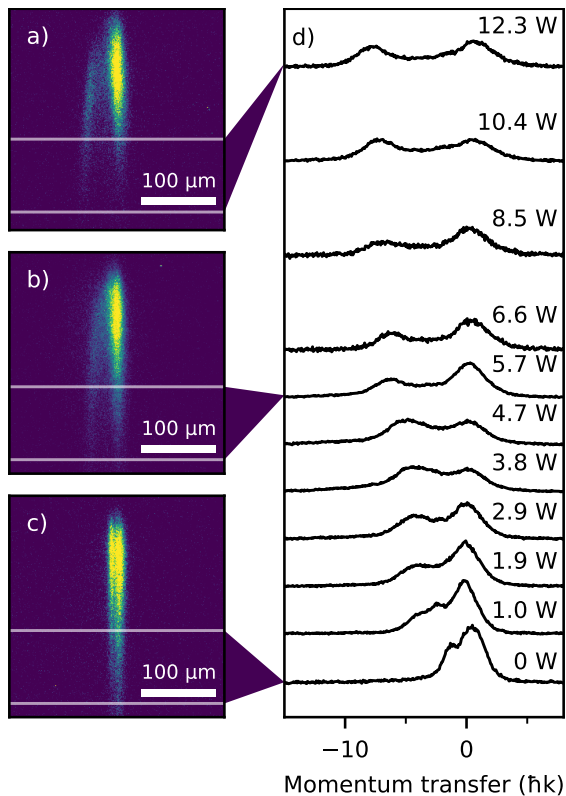 a)
100 µm
b)
100 µm
c)
100 µm
d)
12.3 W
10.4 W
8.5 W
6.6 W
5.7 W
4.7 W
3.8 W
2.9 W
1.9 W
1.0 W
0 W
−10 0
Momentum transfer (ħk)